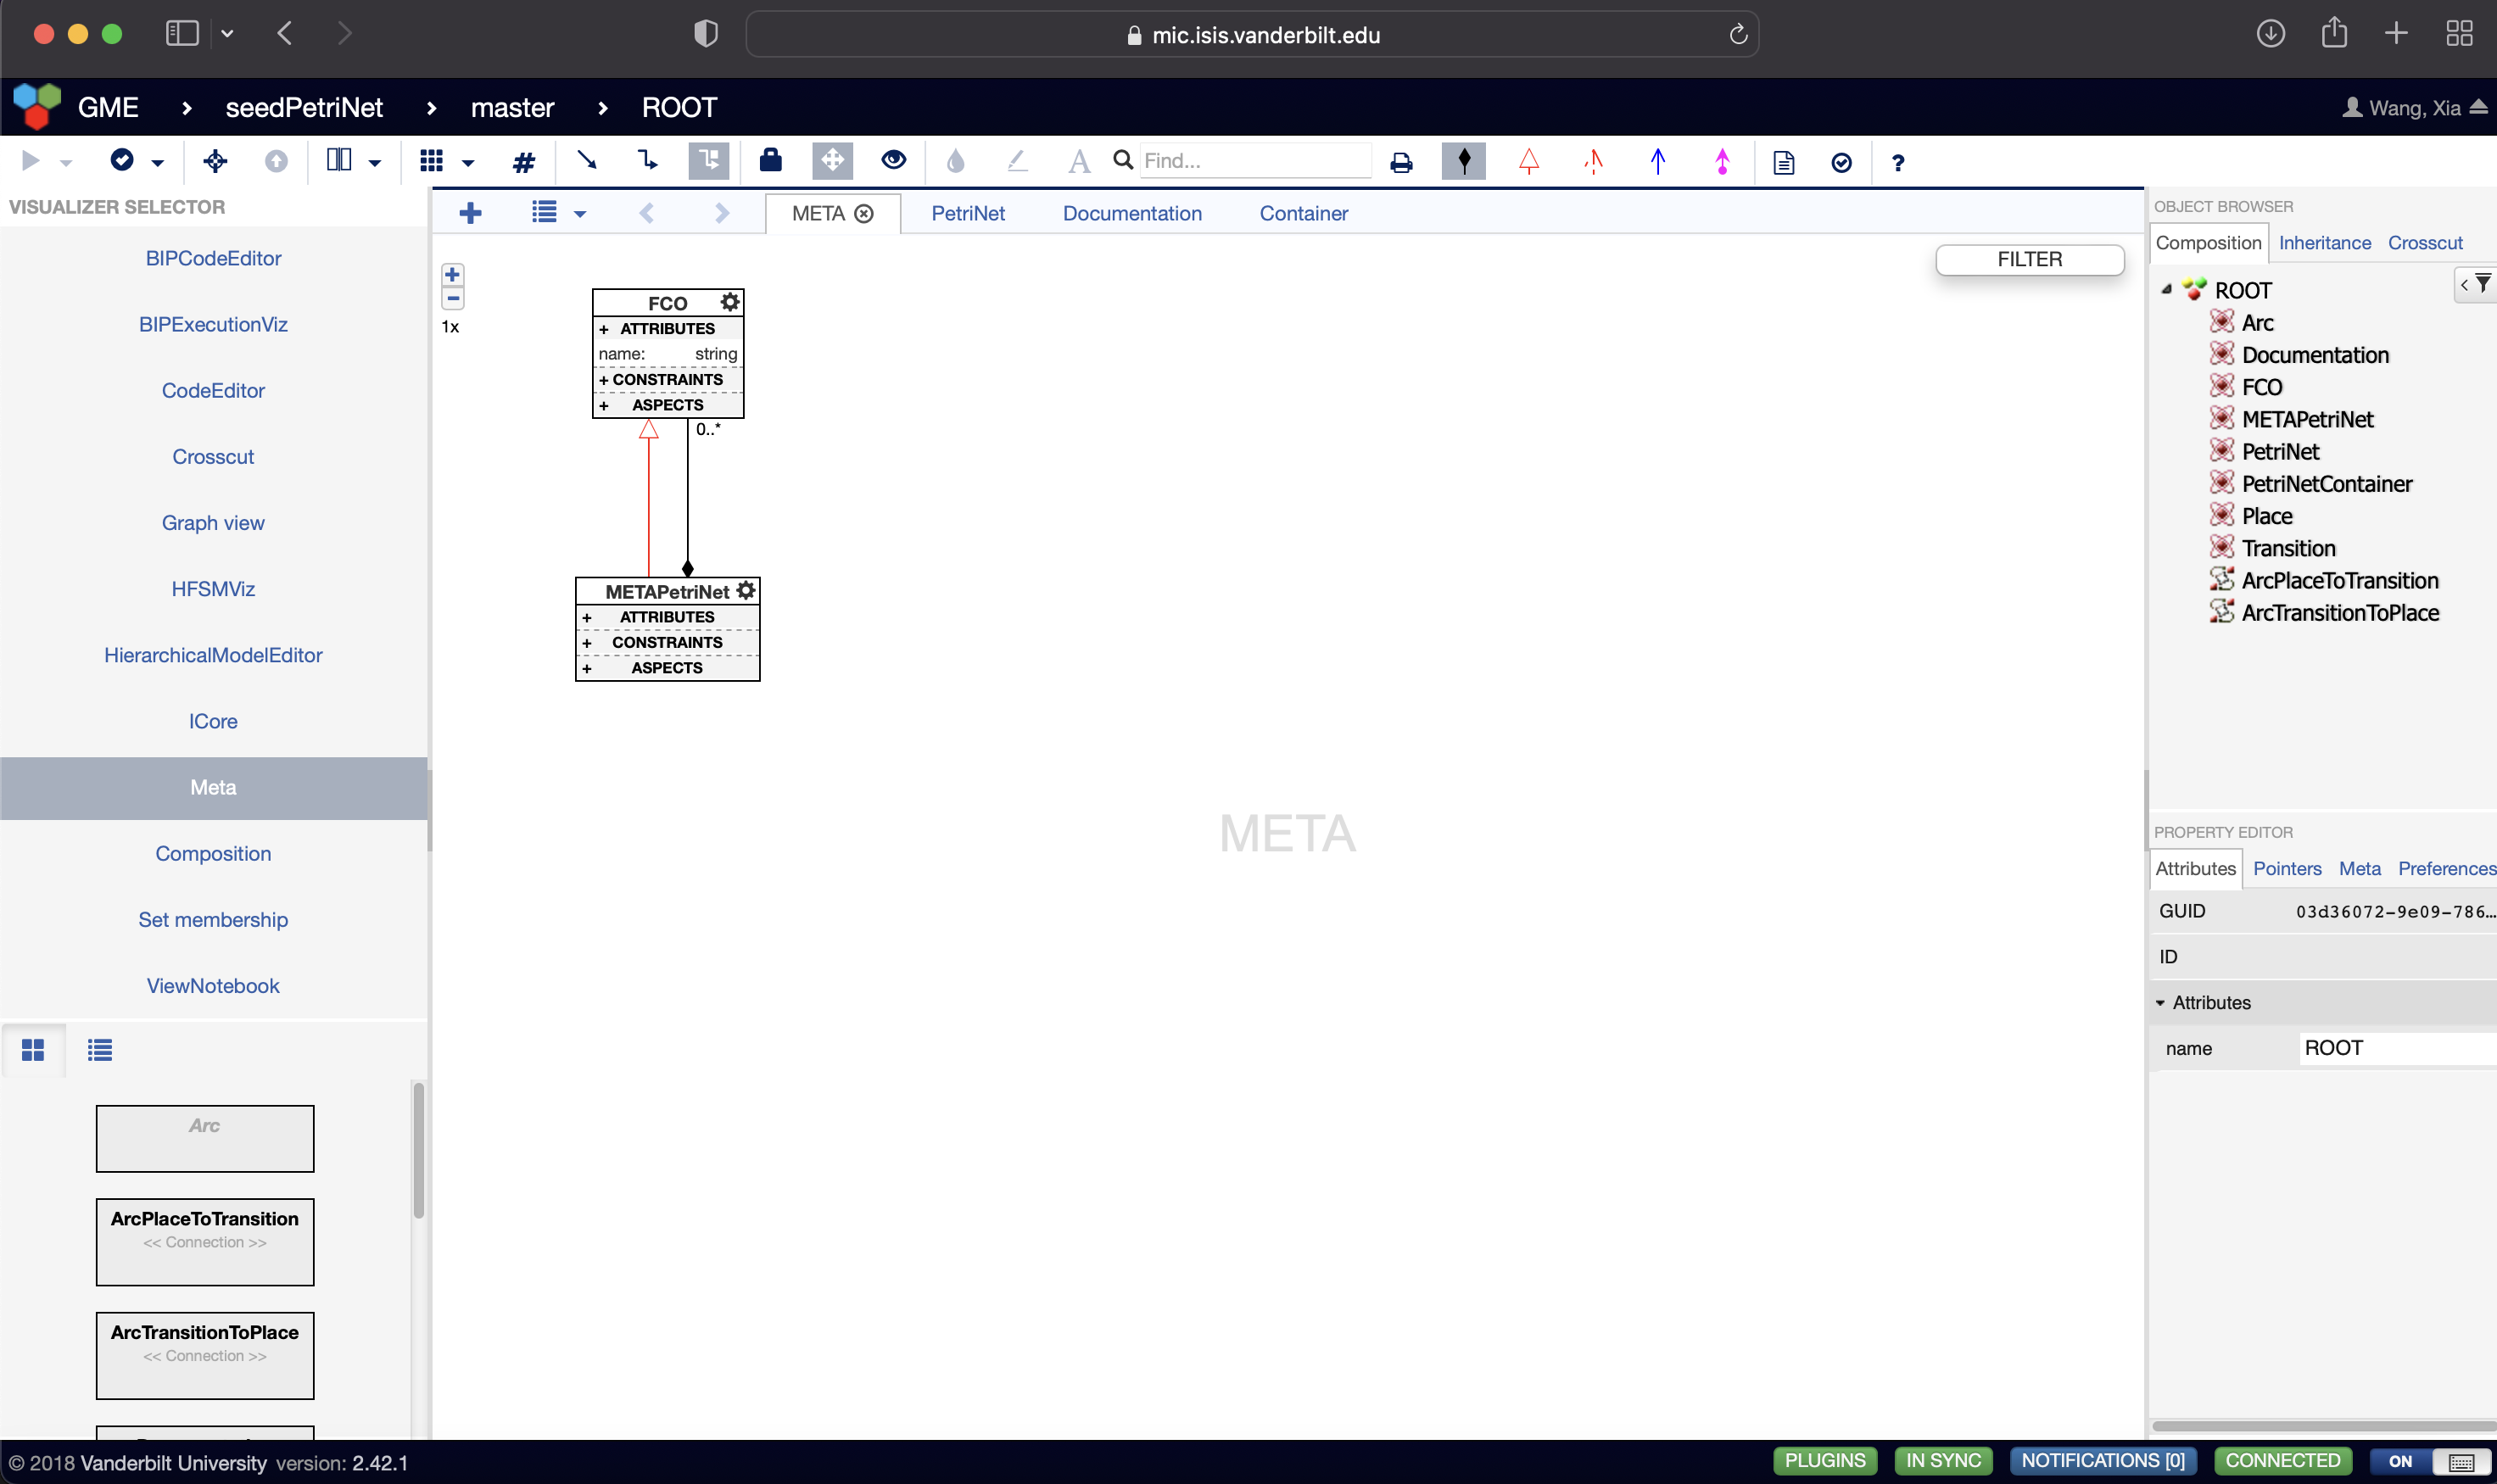 mic.isis.vanderbilt.edu
GME › seedPetriNet › master › ROOT
Wang, Xia
# A Find... ?
VISUALIZER SELECTOR
BIPCodeEditor
BIPExecutionViz
CodeEditor
Crosscut
Graph view
HFSMViz
HierarchicalModelEditor
ICore
Meta
Composition
Set membership
ViewNotebook
Arc
ArcPlaceToTransition
<< Connection >>
ArcTransitionToPlace
<< Connection >>
META PetriNet Documentation Container
FILTER
+
−
1x
FCO
+ ATTRIBUTES
name: string
+ CONSTRAINTS
+ ASPECTS
0..*
METAPetriNet
+ ATTRIBUTES
+ CONSTRAINTS
+ ASPECTS
META
OBJECT BROWSER
Composition Inheritance Crosscut
ROOT
Arc
Documentation
FCO
METAPetriNet
PetriNet
PetriNetContainer
Place
Transition
ArcPlaceToTransition
ArcTransitionToPlace
PROPERTY EDITOR
Attributes Pointers Meta Preferences
GUID 03d36072-9e09-786...
ID
Attributes
name ROOT
© 2018 Vanderbilt University version: 2.42.1
PLUGINS IN SYNC NOTIFICATIONS [0] CONNECTED ON